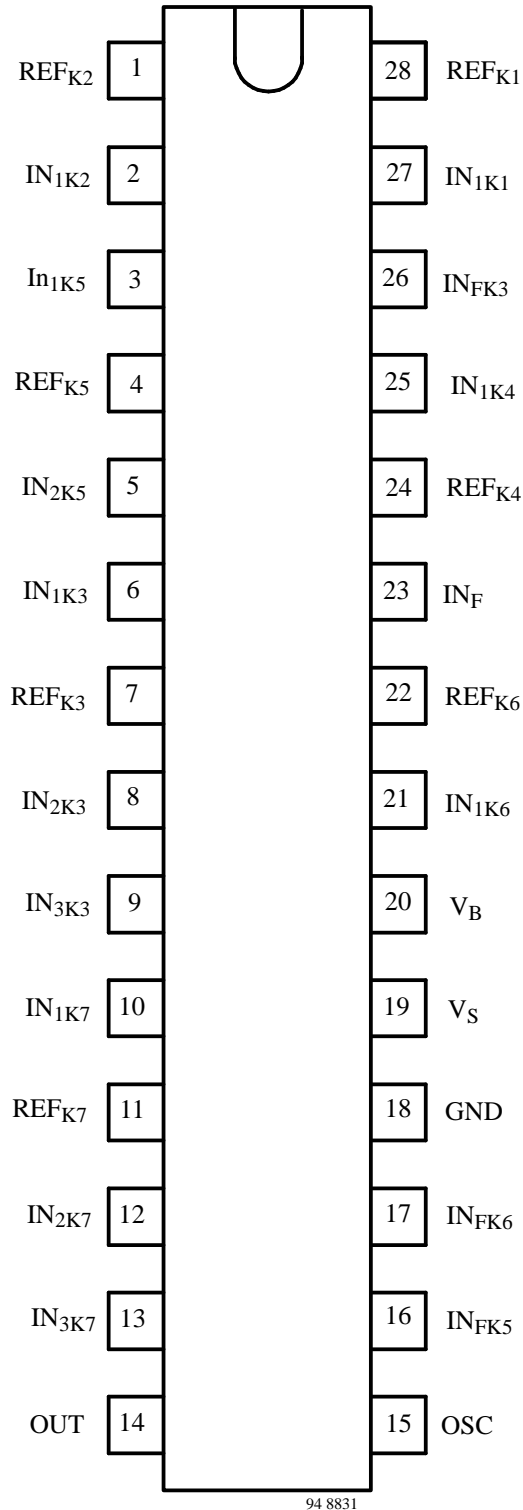 REFK2 1 28 REFK1
IN1K2 2 27 IN1K1
In1K5 3 26 INFK3
REFK5 4 25 IN1K4
IN2K5 5 24 REFK4
IN1K3 6 23 INF
REFK3 7 22 REFK6
IN2K3 8 21 IN1K6
IN3K3 9 20 VB
IN1K7 10 19 VS
REFK7 11 18 GND
IN2K7 12 17 INFK6
IN3K7 13 16 INFK5
OUT 14 15 OSC
94 8831